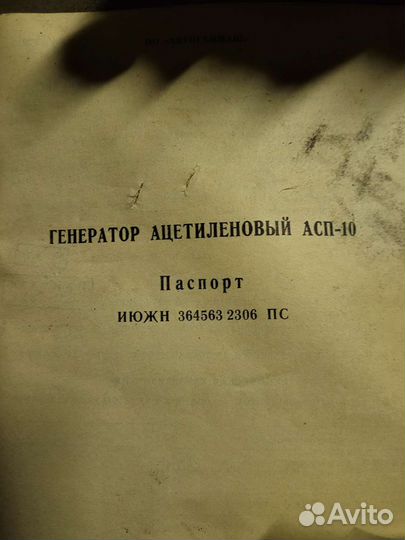 ГЕНЕРАТОР АЦЕТИЛЕНОВЫЙ АСП-10
Паспорт
ИЮЖН 364563 2306 ПС
Avito